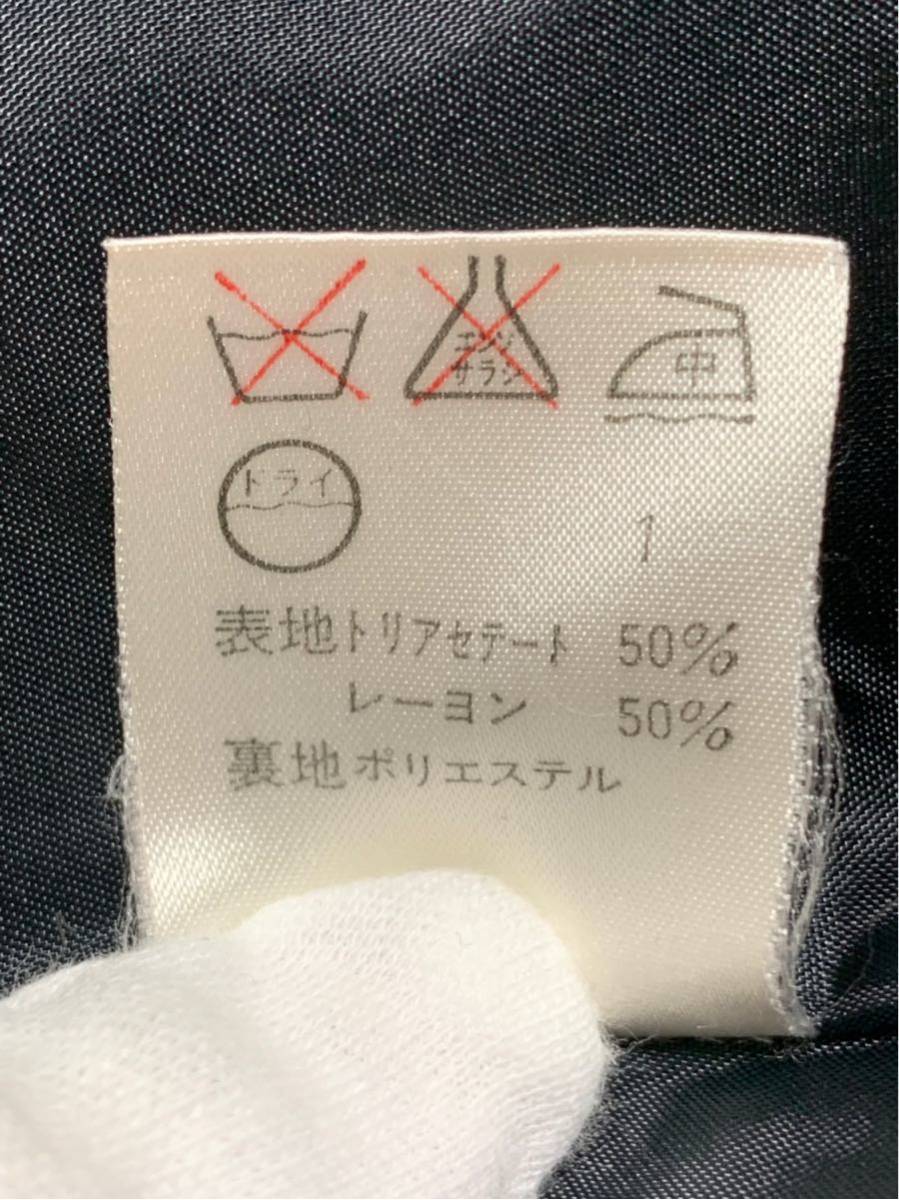 エンソ
サラシ
中
ドライ
1
表地トリアセテート 50%
レーヨン 50%
裏地ポリエステル